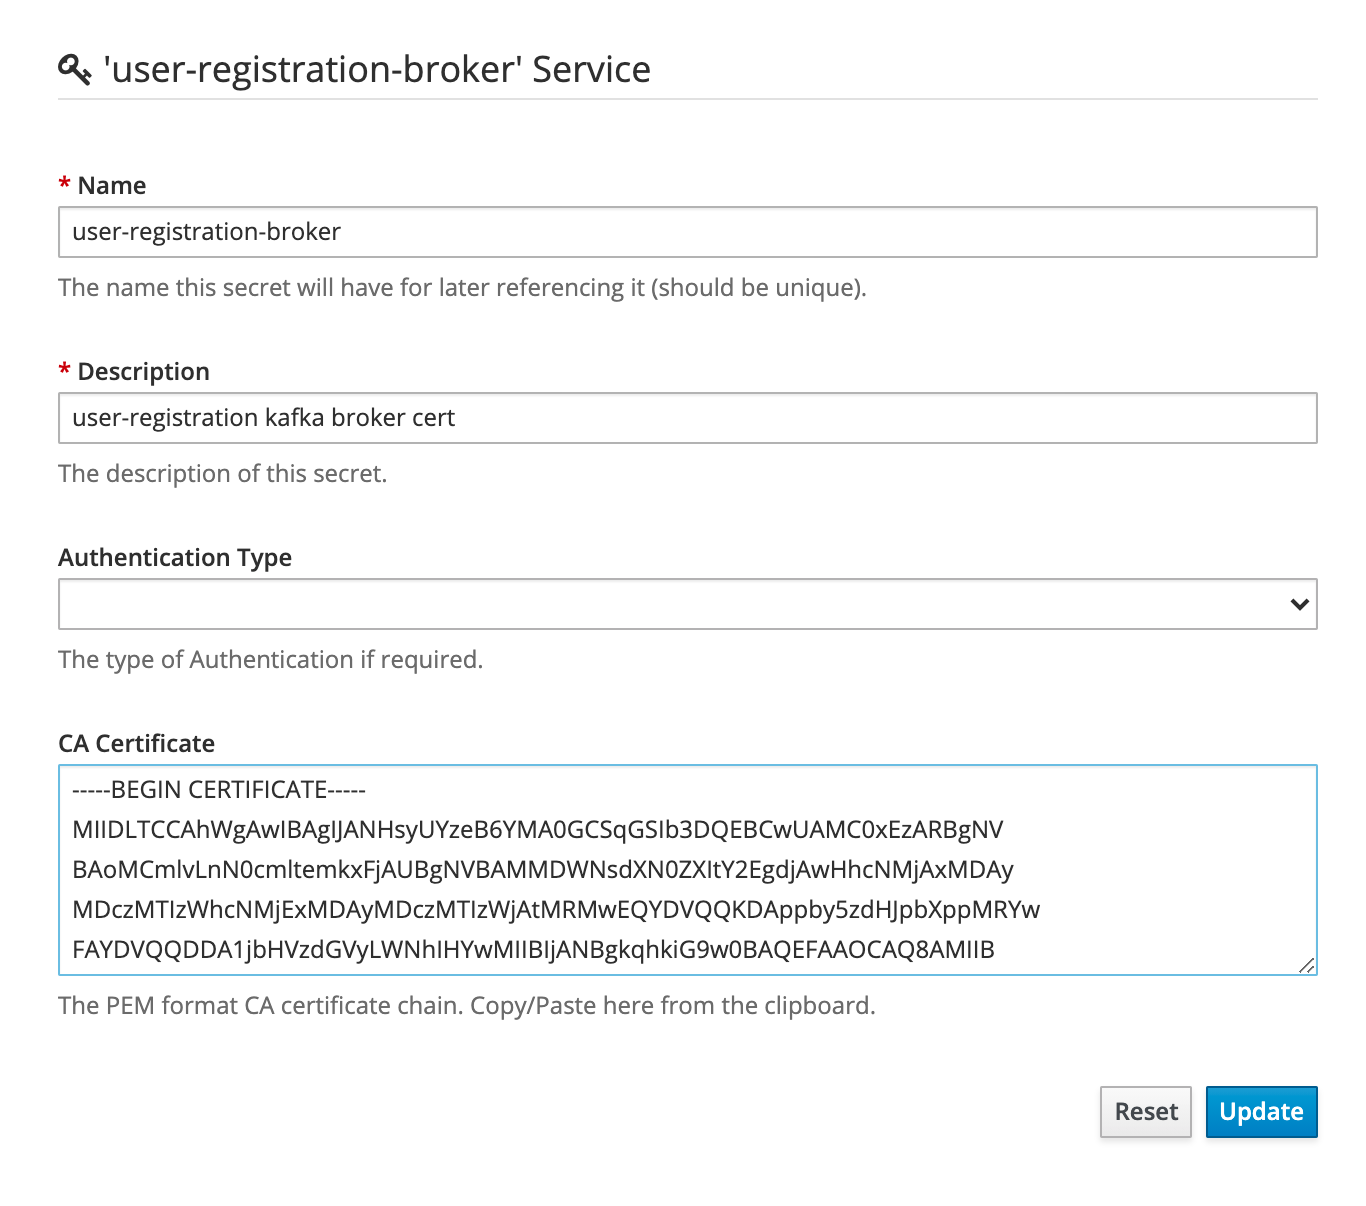 'user-registration-broker' Service
* Name
user-registration-broker
The name this secret will have for later referencing it (should be unique).
* Description
user-registration kafka broker cert
The description of this secret.
Authentication Type
The type of Authentication if required.
CA Certificate
-----BEGIN CERTIFICATE-----
MIIDLTCCAhWgAwIBAgIJANHsyUYzeB6YMA0GCSqGSIb3DQEBCwUAMC0xEzARBgNV
BAoMCmlvLnN0cmltemkxFjAUBgNVBAMMDWNsdXN0ZXItY2EgdjAwHhcNMjAxMDAy
MDczMTIzWhcNMjExMDAyMDczMTIzWjAtMRMwEQYDVQQKDAppby5zdHJpbXppMRYw
FAYDVQQDDA1jbHVzdGVyLWNhIHYwMIIBIjANBgkqhkiG9w0BAQEFAAOCAQ8AMIIB
The PEM format CA certificate chain. Copy/Paste here from the clipboard.
Reset
Update